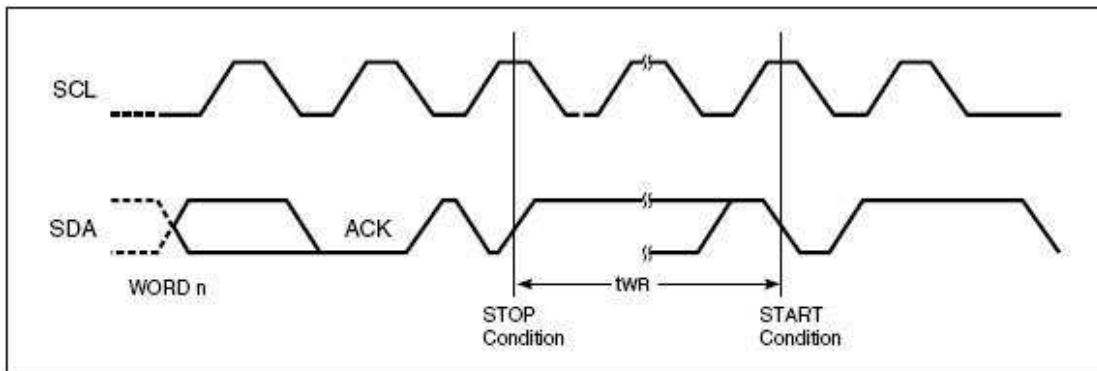 SCL
SDA
ACK
WORD n
tWR
STOP
Condition
START
Condition